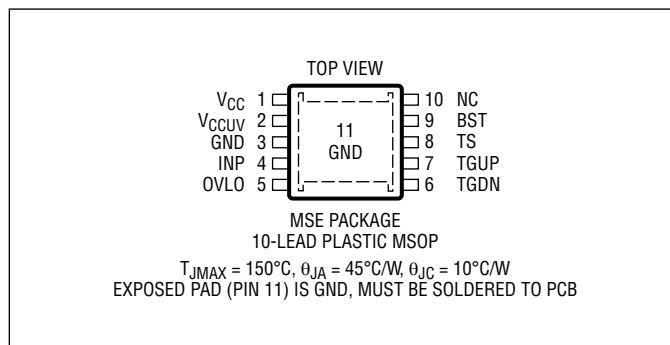 TOP VIEW
VCC 1
VCCUV 2
GND 3
INP 4
OVLO 5
11
GND
10 NC
9 BST
8 TS
7 TGUP
6 TGDN
MSE PACKAGE
10-LEAD PLASTIC MSOP
TJMAX = 150°C, θJA = 45°C/W, θJC = 10°C/W
EXPOSED PAD (PIN 11) IS GND, MUST BE SOLDERED TO PCB